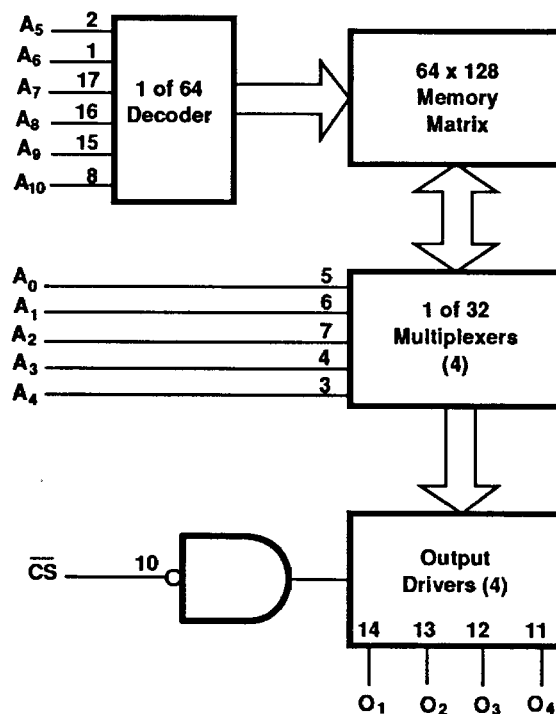 A5 2
A6 1
A7 17
A8 16
A9 15
A10 8
1 of 64
Decoder
64 x 128
Memory
Matrix
A0 5
A1 6
A2 7
A3 4
A4 3
1 of 32
Multiplexers
(4)
C̅S̅ 10
Output
Drivers (4)
14 13 12 11
O1 O2 O3 O4